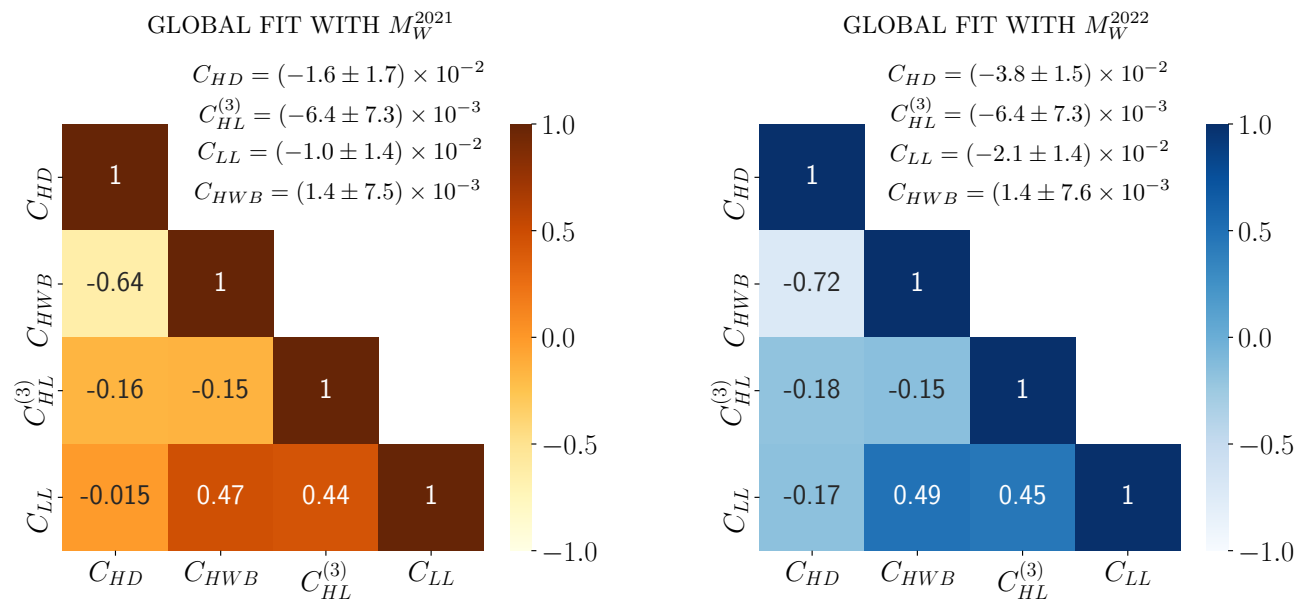 GLOBAL FIT WITH $M_W^{2021}$
$C_{HD} = (-1.6 \pm 1.7) \times 10^{-2}$
$C_{HL}^{(3)} = (-6.4 \pm 7.3) \times 10^{-3}$
$C_{LL} = (-1.0 \pm 1.4) \times 10^{-2}$
$C_{HWB} = (1.4 \pm 7.5) \times 10^{-3}$
$C_{HD}$ 1
$C_{HWB}$ -0.64 1
$C_{HL}^{(3)}$ -0.16 -0.15 1
$C_{LL}$ -0.015 0.47 0.44 1
$C_{HD}$ $C_{HWB}$ $C_{HL}^{(3)}$ $C_{LL}$
1.0
0.5
0.0
−0.5
−1.0
GLOBAL FIT WITH $M_W^{2022}$
$C_{HD} = (-3.8 \pm 1.5) \times 10^{-2}$
$C_{HL}^{(3)} = (-6.4 \pm 7.3) \times 10^{-3}$
$C_{LL} = (-2.1 \pm 1.4) \times 10^{-2}$
$C_{HWB} = (1.4 \pm 7.6 \times 10^{-3}$
$C_{HD}$ 1
$C_{HWB}$ -0.72 1
$C_{HL}^{(3)}$ -0.18 -0.15 1
$C_{LL}$ -0.17 0.49 0.45 1
$C_{HD}$ $C_{HWB}$ $C_{HL}^{(3)}$ $C_{LL}$
1.0
0.5
0.0
−0.5
−1.0